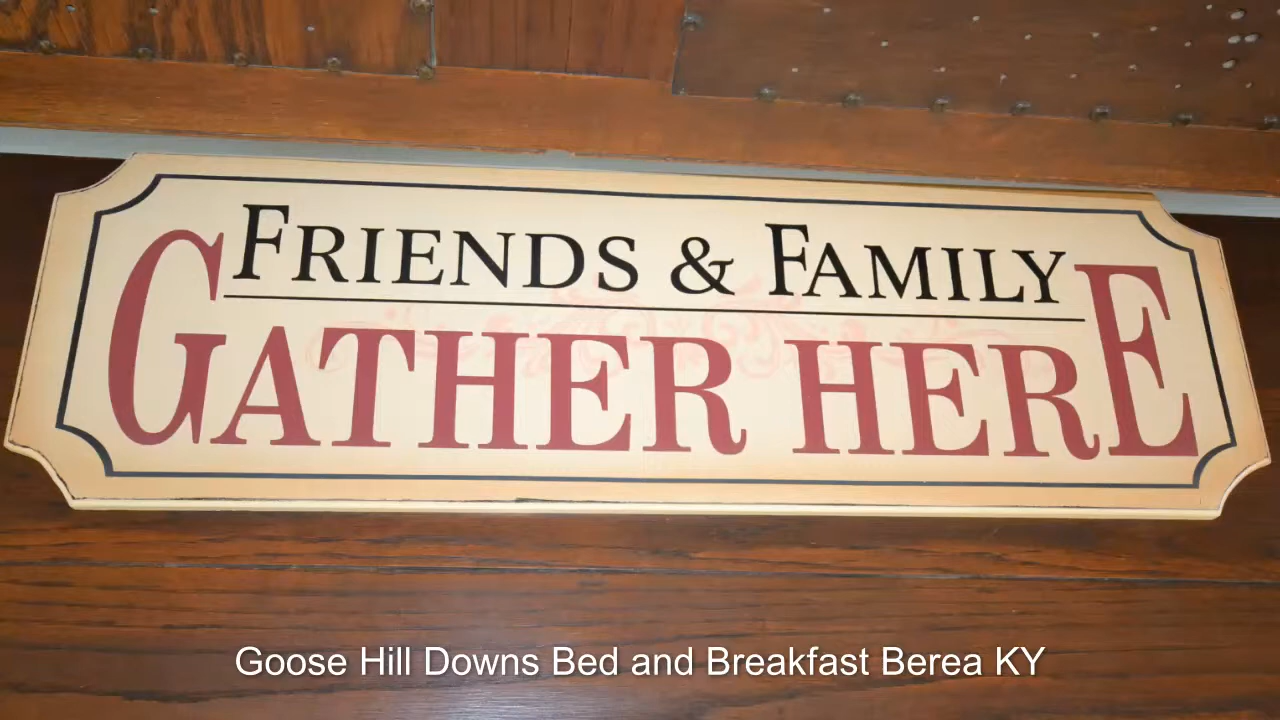 FRIENDS & FAMILY
GATHER HERE
Goose Hill Downs Bed and Breakfast Berea KY